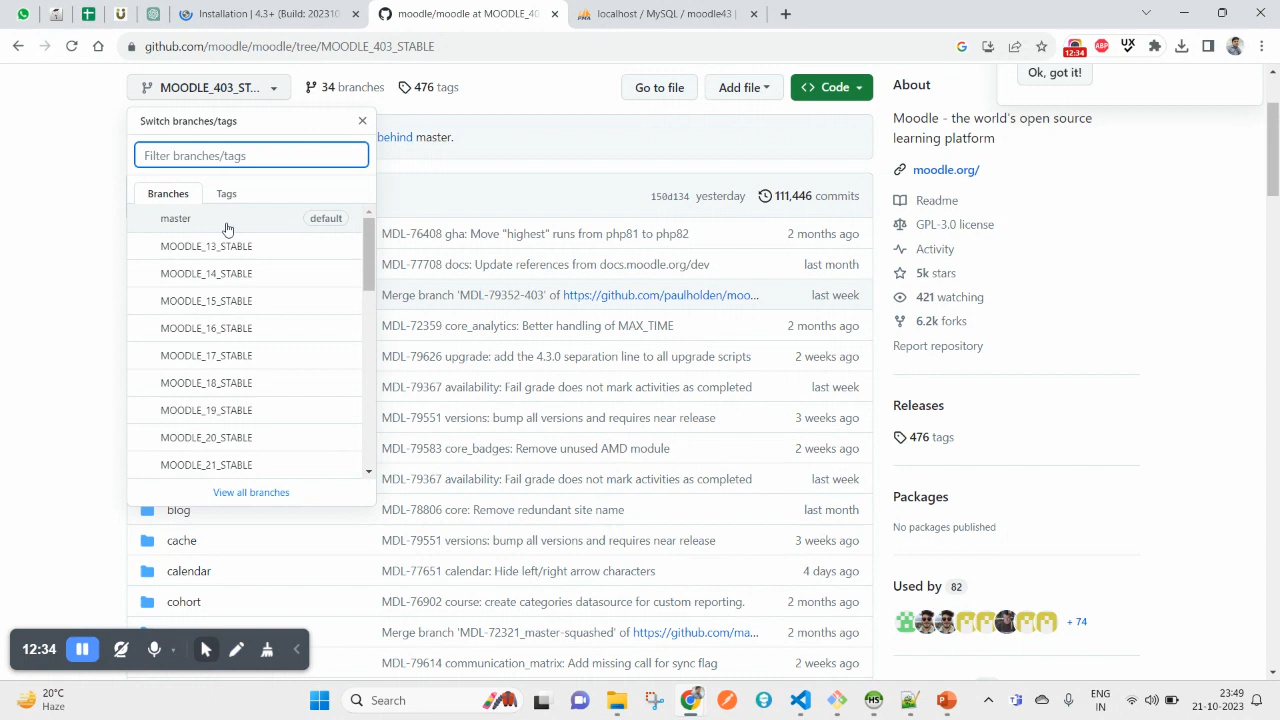 Installation | 4.3+ (Build: 202310
moodle/moodle at MOODLE_40
localhost / MySQL / moodle43 |
github.com/moodle/moodle/tree/MOODLE_403_STABLE
12:34
ABP
UX
MOODLE_403_ST...
34 branches
476 tags
Go to file
Add file
Code
Switch branches/tags
Filter branches/tags
Branches
Tags
master
default
MOODLE_13_STABLE
MOODLE_14_STABLE
MOODLE_15_STABLE
MOODLE_16_STABLE
MOODLE_17_STABLE
MOODLE_18_STABLE
MOODLE_19_STABLE
MOODLE_20_STABLE
MOODLE_21_STABLE
View all branches
behind master.
150d134 yesterday
111,446 commits
MDL-76408 gha: Move "highest" runs from php81 to php82
2 months ago
MDL-77708 docs: Update references from docs.moodle.org/dev
last month
Merge branch 'MDL-79352-403' of https://github.com/paulholden/moo...
last week
MDL-72359 core_analytics: Better handling of MAX_TIME
2 months ago
MDL-79626 upgrade: add the 4.3.0 separation line to all upgrade scripts
2 weeks ago
MDL-79367 availability: Fail grade does not mark activities as completed
last week
MDL-79551 versions: bump all versions and requires near release
3 weeks ago
MDL-79583 core_badges: Remove unused AMD module
2 months ago
MDL-79367 availability: Fail grade does not mark activities as completed
last week
blog
MDL-78806 core: Remove redundant site name
last month
cache
MDL-79551 versions: bump all versions and requires near release
3 weeks ago
calendar
MDL-77651 calendar: Hide left/right arrow characters
4 days ago
cohort
MDL-76902 course: create categories datasource for custom reporting.
2 months ago
Merge branch 'MDL-72321_master-squashed' of https://github.com/ma...
2 months ago
MDL-79614 communication_matrix: Add missing call for sync flag
2 weeks ago
Ok, got it!
About
Moodle - the world's open source
learning platform
moodle.org/
Readme
GPL-3.0 license
Activity
5k stars
421 watching
6.2k forks
Report repository
Releases
476 tags
Packages
No packages published
Used by 82
+ 74
12:34
20°C
Haze
Search
ENG
IN
23:49
21-10-2023